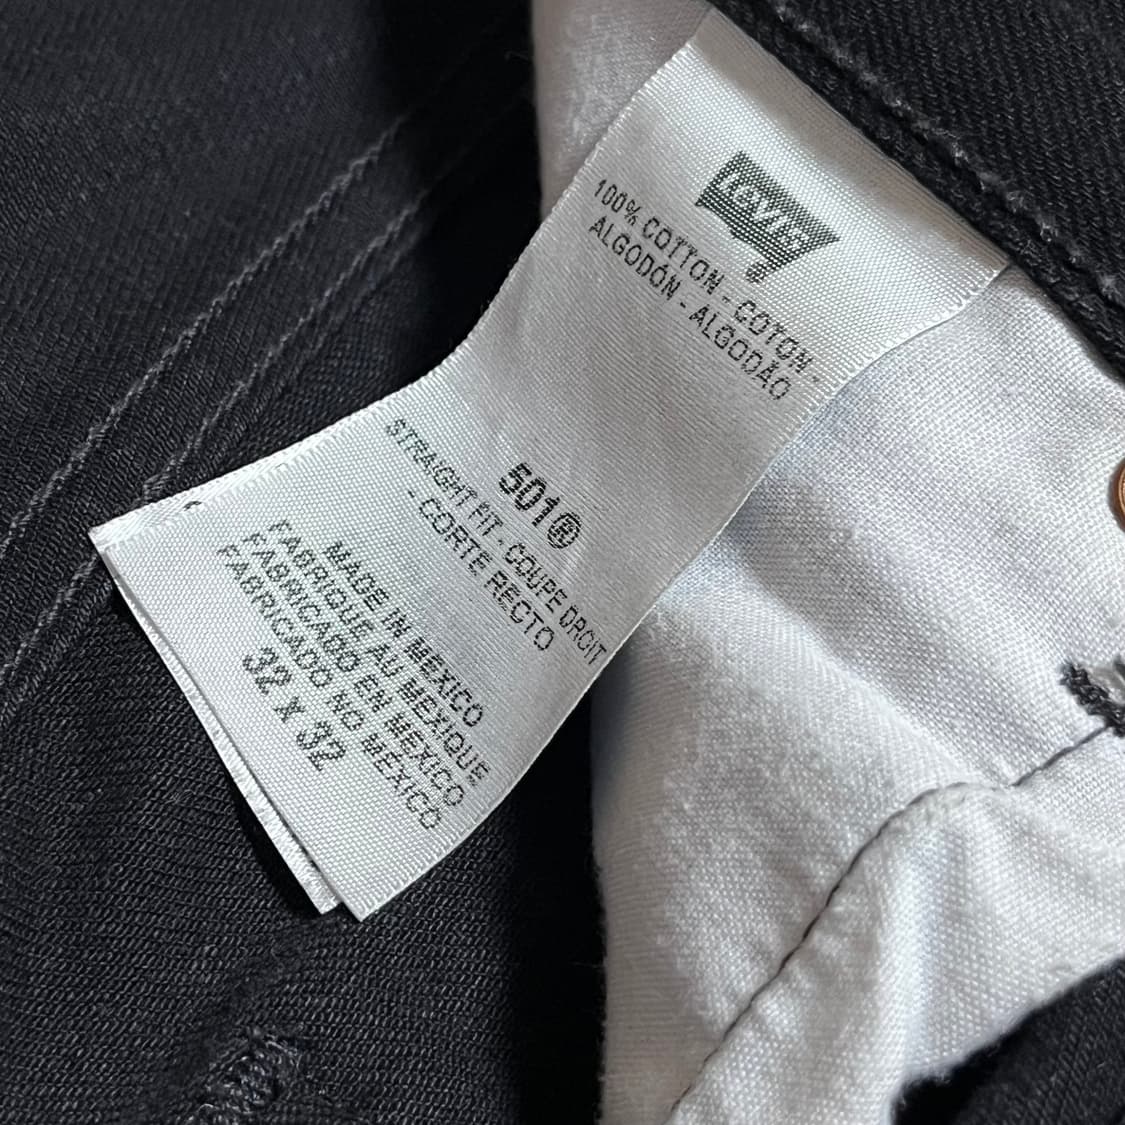 Levi's
100% COTTON - COTON -
ALGODÓN - ALGODÃO
501®
STRAIGHT FIT - COUPE DROIT
- CORTE RECTO
MADE IN MEXICO
FABRIQUE AU MEXIQUE
FABRICADO EN MEXICO
FABRICADO NO MÉXICO
32 x 32